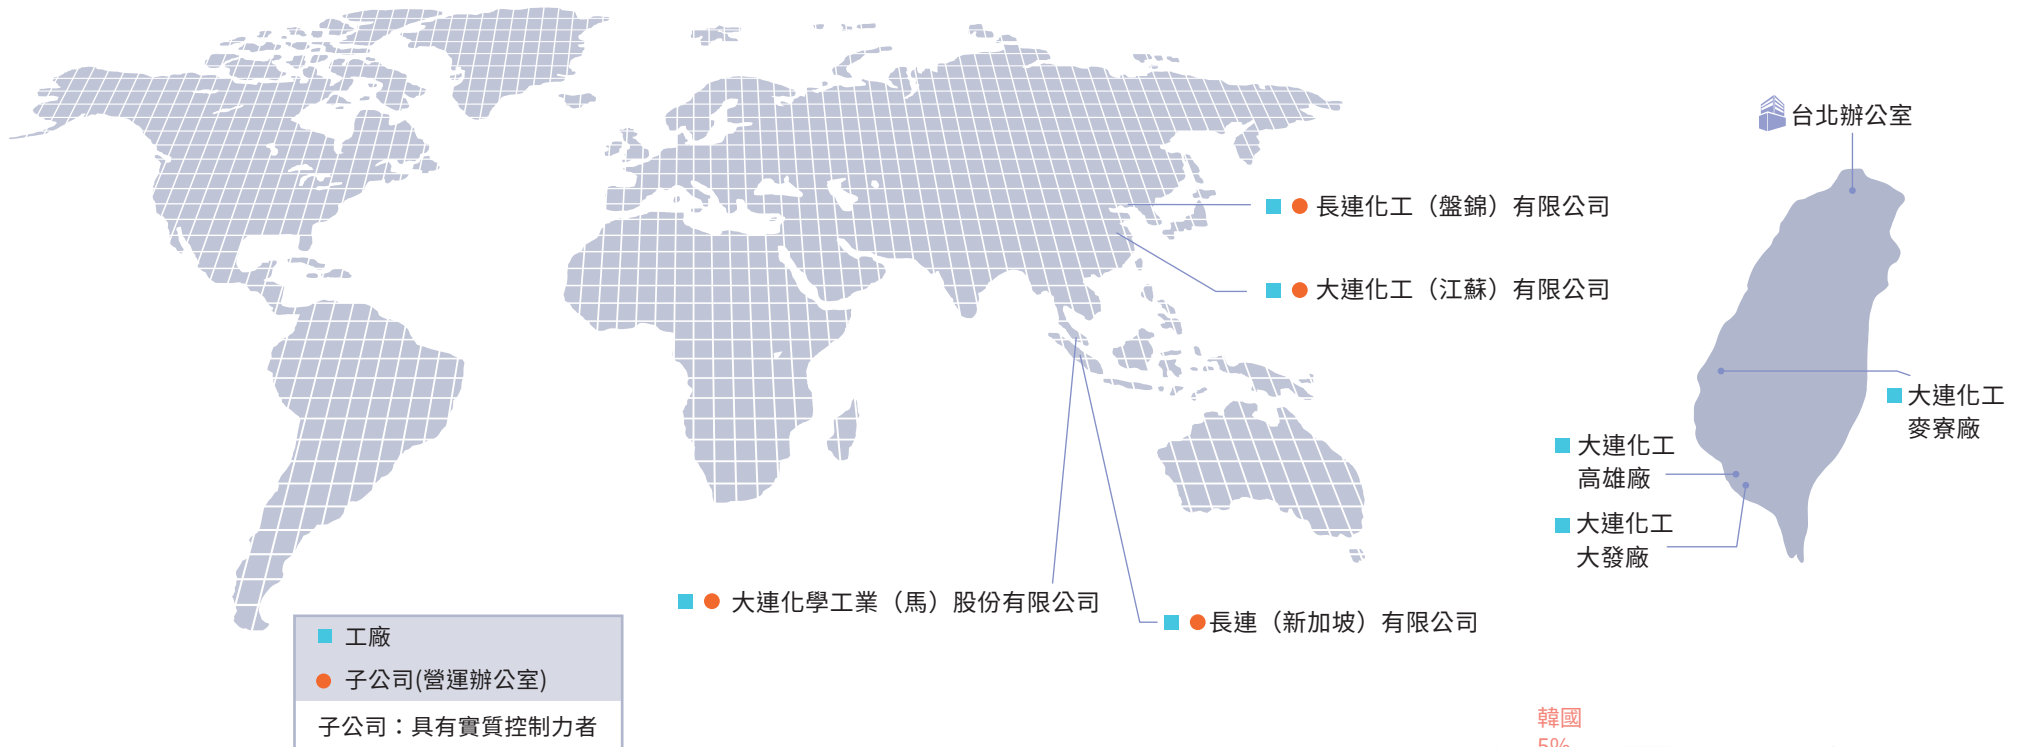 台北辦公室
長連化工（盤錦）有限公司
大連化工（江蘇）有限公司
大連化工
麥寮廠
大連化工
高雄廠
大連化工
大發廠
大連化學工業（馬）股份有限公司
長連（新加坡）有限公司
工廠
子公司(營運辦公室)
子公司：具有實質控制力者
韓國
5%